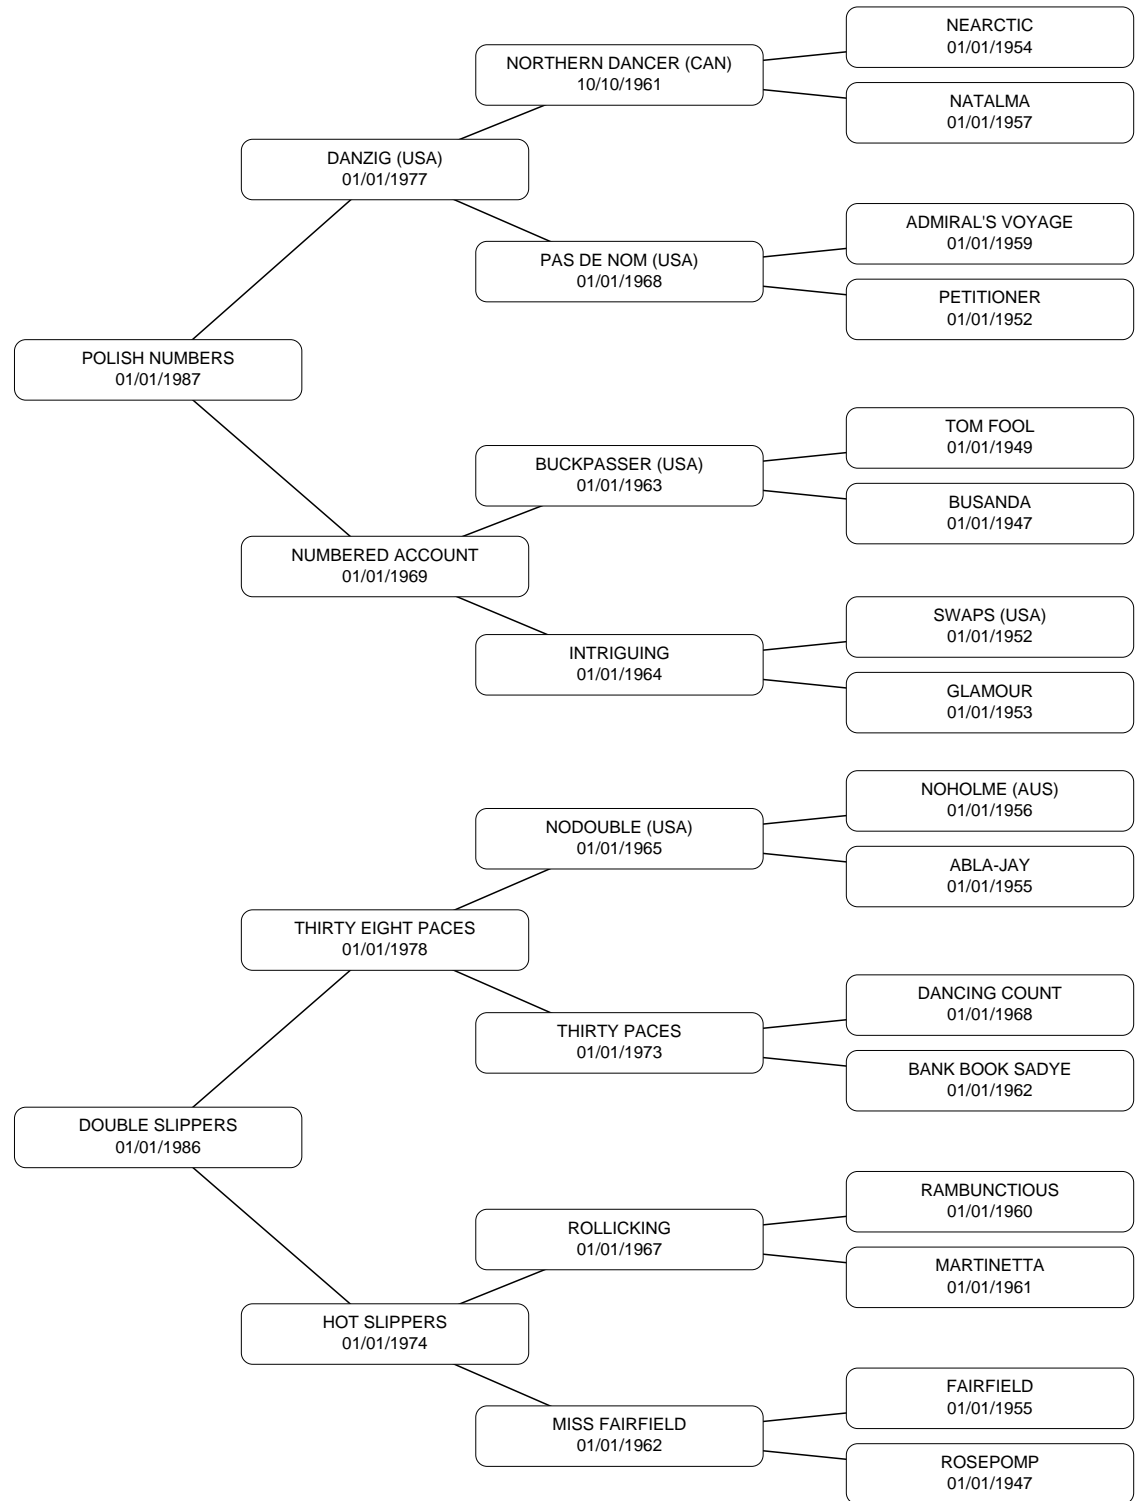 NEARCTIC
01/01/1954
NORTHERN DANCER (CAN)
10/10/1961
NATALMA
01/01/1957
DANZIG (USA)
01/01/1977
ADMIRAL'S VOYAGE
01/01/1959
PAS DE NOM (USA)
01/01/1968
PETITIONER
01/01/1952
POLISH NUMBERS
01/01/1987
TOM FOOL
01/01/1949
BUCKPASSER (USA)
01/01/1963
BUSANDA
01/01/1947
NUMBERED ACCOUNT
01/01/1969
SWAPS (USA)
01/01/1952
INTRIGUING
01/01/1964
GLAMOUR
01/01/1953
NOHOLME (AUS)
01/01/1956
NODOUBLE (USA)
01/01/1965
ABLA-JAY
01/01/1955
THIRTY EIGHT PACES
01/01/1978
DANCING COUNT
01/01/1968
THIRTY PACES
01/01/1973
BANK BOOK SADYE
01/01/1962
DOUBLE SLIPPERS
01/01/1986
RAMBUNCTIOUS
01/01/1960
ROLLICKING
01/01/1967
MARTINETTA
01/01/1961
HOT SLIPPERS
01/01/1974
FAIRFIELD
01/01/1955
MISS FAIRFIELD
01/01/1962
ROSEPOMP
01/01/1947